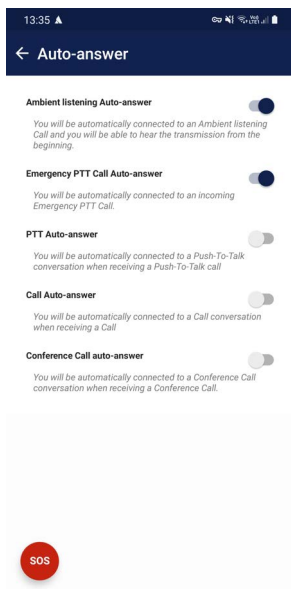 13:35
Auto-answer
Ambient listening Auto-answer
You will be automatically connected to an Ambient listening
Call and you will be able to hear the transmission from the
beginning.
Emergency PTT Call Auto-answer
You will be automatically connected to an incoming
Emergency PTT Call.
PTT Auto-answer
You will be automatically connected to a Push-To-Talk
conversation when receiving a Push-To-Talk call
Call Auto-answer
You will be automatically connected to a Call conversation
when receiving a Call
Conference Call auto-answer
You will be automatically connected to a Conference Call
conversation when receiving a Conference Call.
SOS